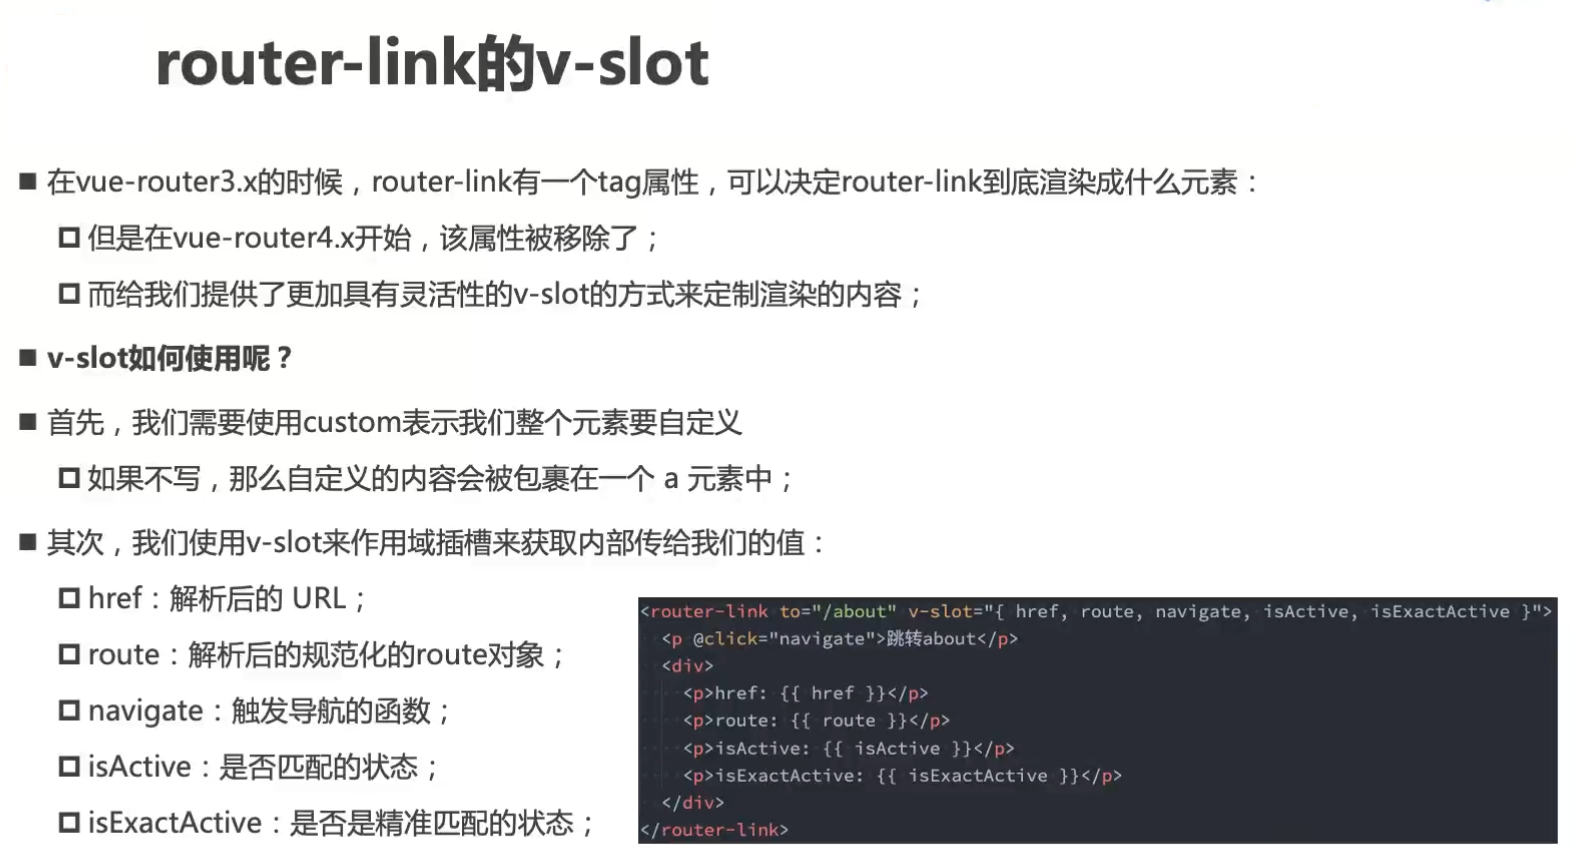 router-link的v-slot
在vue-router3.x的时候，router-link有一个tag属性，可以决定router-link到底渲染成什么元素：
但是在vue-router4.x开始，该属性被移除了；
而给我们提供了更加具有灵活性的v-slot的方式来定制渲染的内容；
v-slot如何使用呢？
首先，我们需要使用custom表示我们整个元素要自定义
如果不写，那么自定义的内容会被包裹在一个 a 元素中；
其次，我们使用v-slot来作用域插槽来获取内部传给我们的值：
href：解析后的 URL；
route：解析后的规范化的route对象；
navigate：触发导航的函数；
isActive：是否匹配的状态；
isExactActive：是否是精准匹配的状态；
<router-link to="/about" v-slot="{ href, route, navigate, isActive, isExactActive }">
<p @click="navigate">跳转about</p>
<div>
<p>href: {{ href }}</p>
<p>route: {{ route }}</p>
<p>isActive: {{ isActive }}</p>
<p>isExactActive: {{ isExactActive }}</p>
</div>
</router-link>